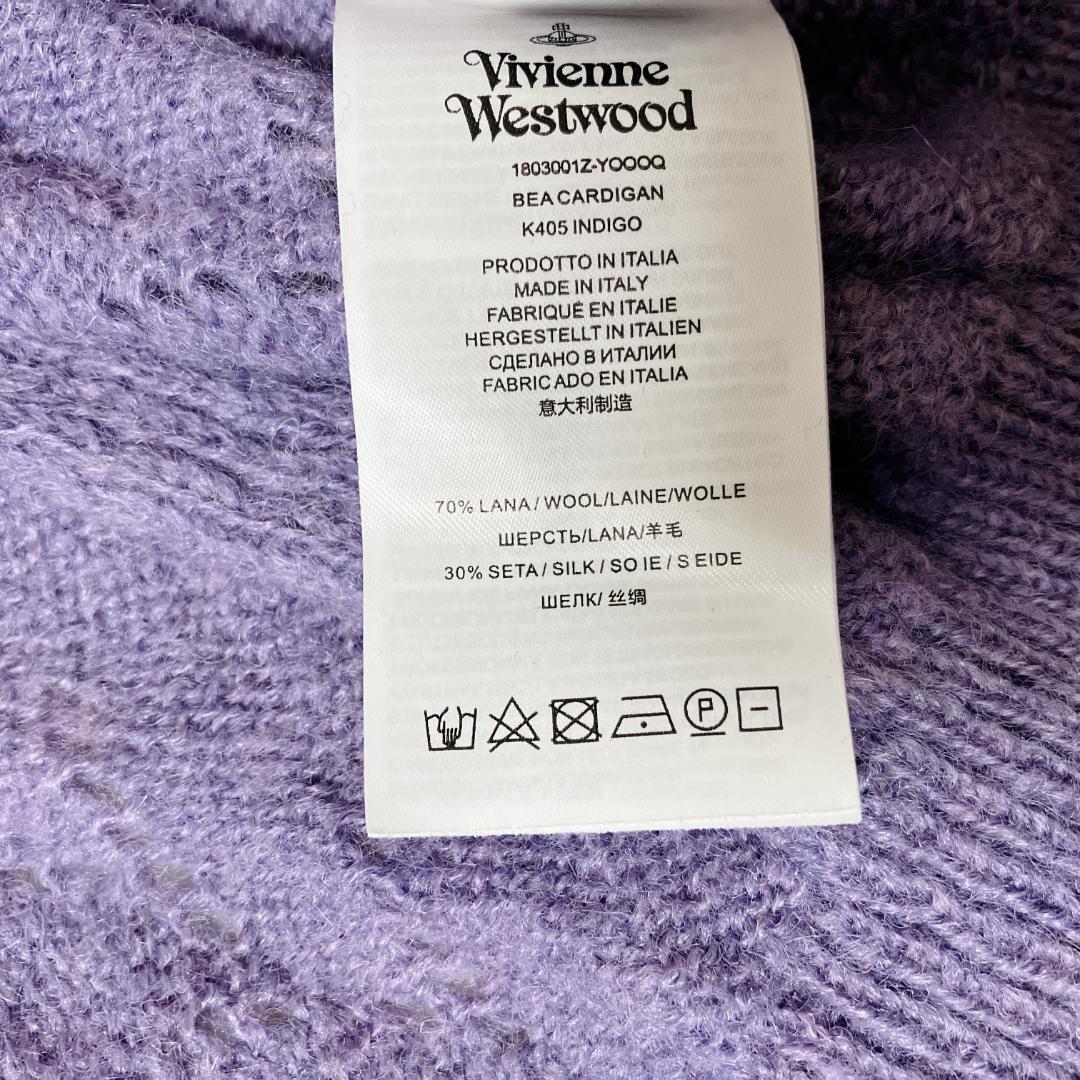 Vivienne
Westwood
1803001Z-YOOOQ
BEA CARDIGAN
K405 INDIGO
PRODOTTO IN ITALIA
MADE IN ITALY
FABRIQUÉ EN ITALIE
HERGESTELLT IN ITALIEN
СДЕЛАНО В ИТАЛИИ
FABRIC ADO EN ITALIA
意大利制造
70% LANA / WOOL/LAINE/WOLLE
ШЕРСТЬ/LANA/羊毛
30% SETA / SILK / SO IE / S EIDE
ШЕЛК/ 丝绸
P